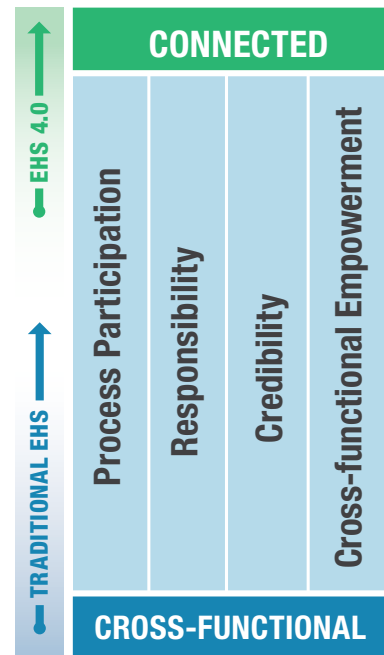 CONNECTED
EHS 4.0
TRADITIONAL EHS
Process Participation
Responsibility
Credibility
Cross-functional Empowerment
CROSS-FUNCTIONAL